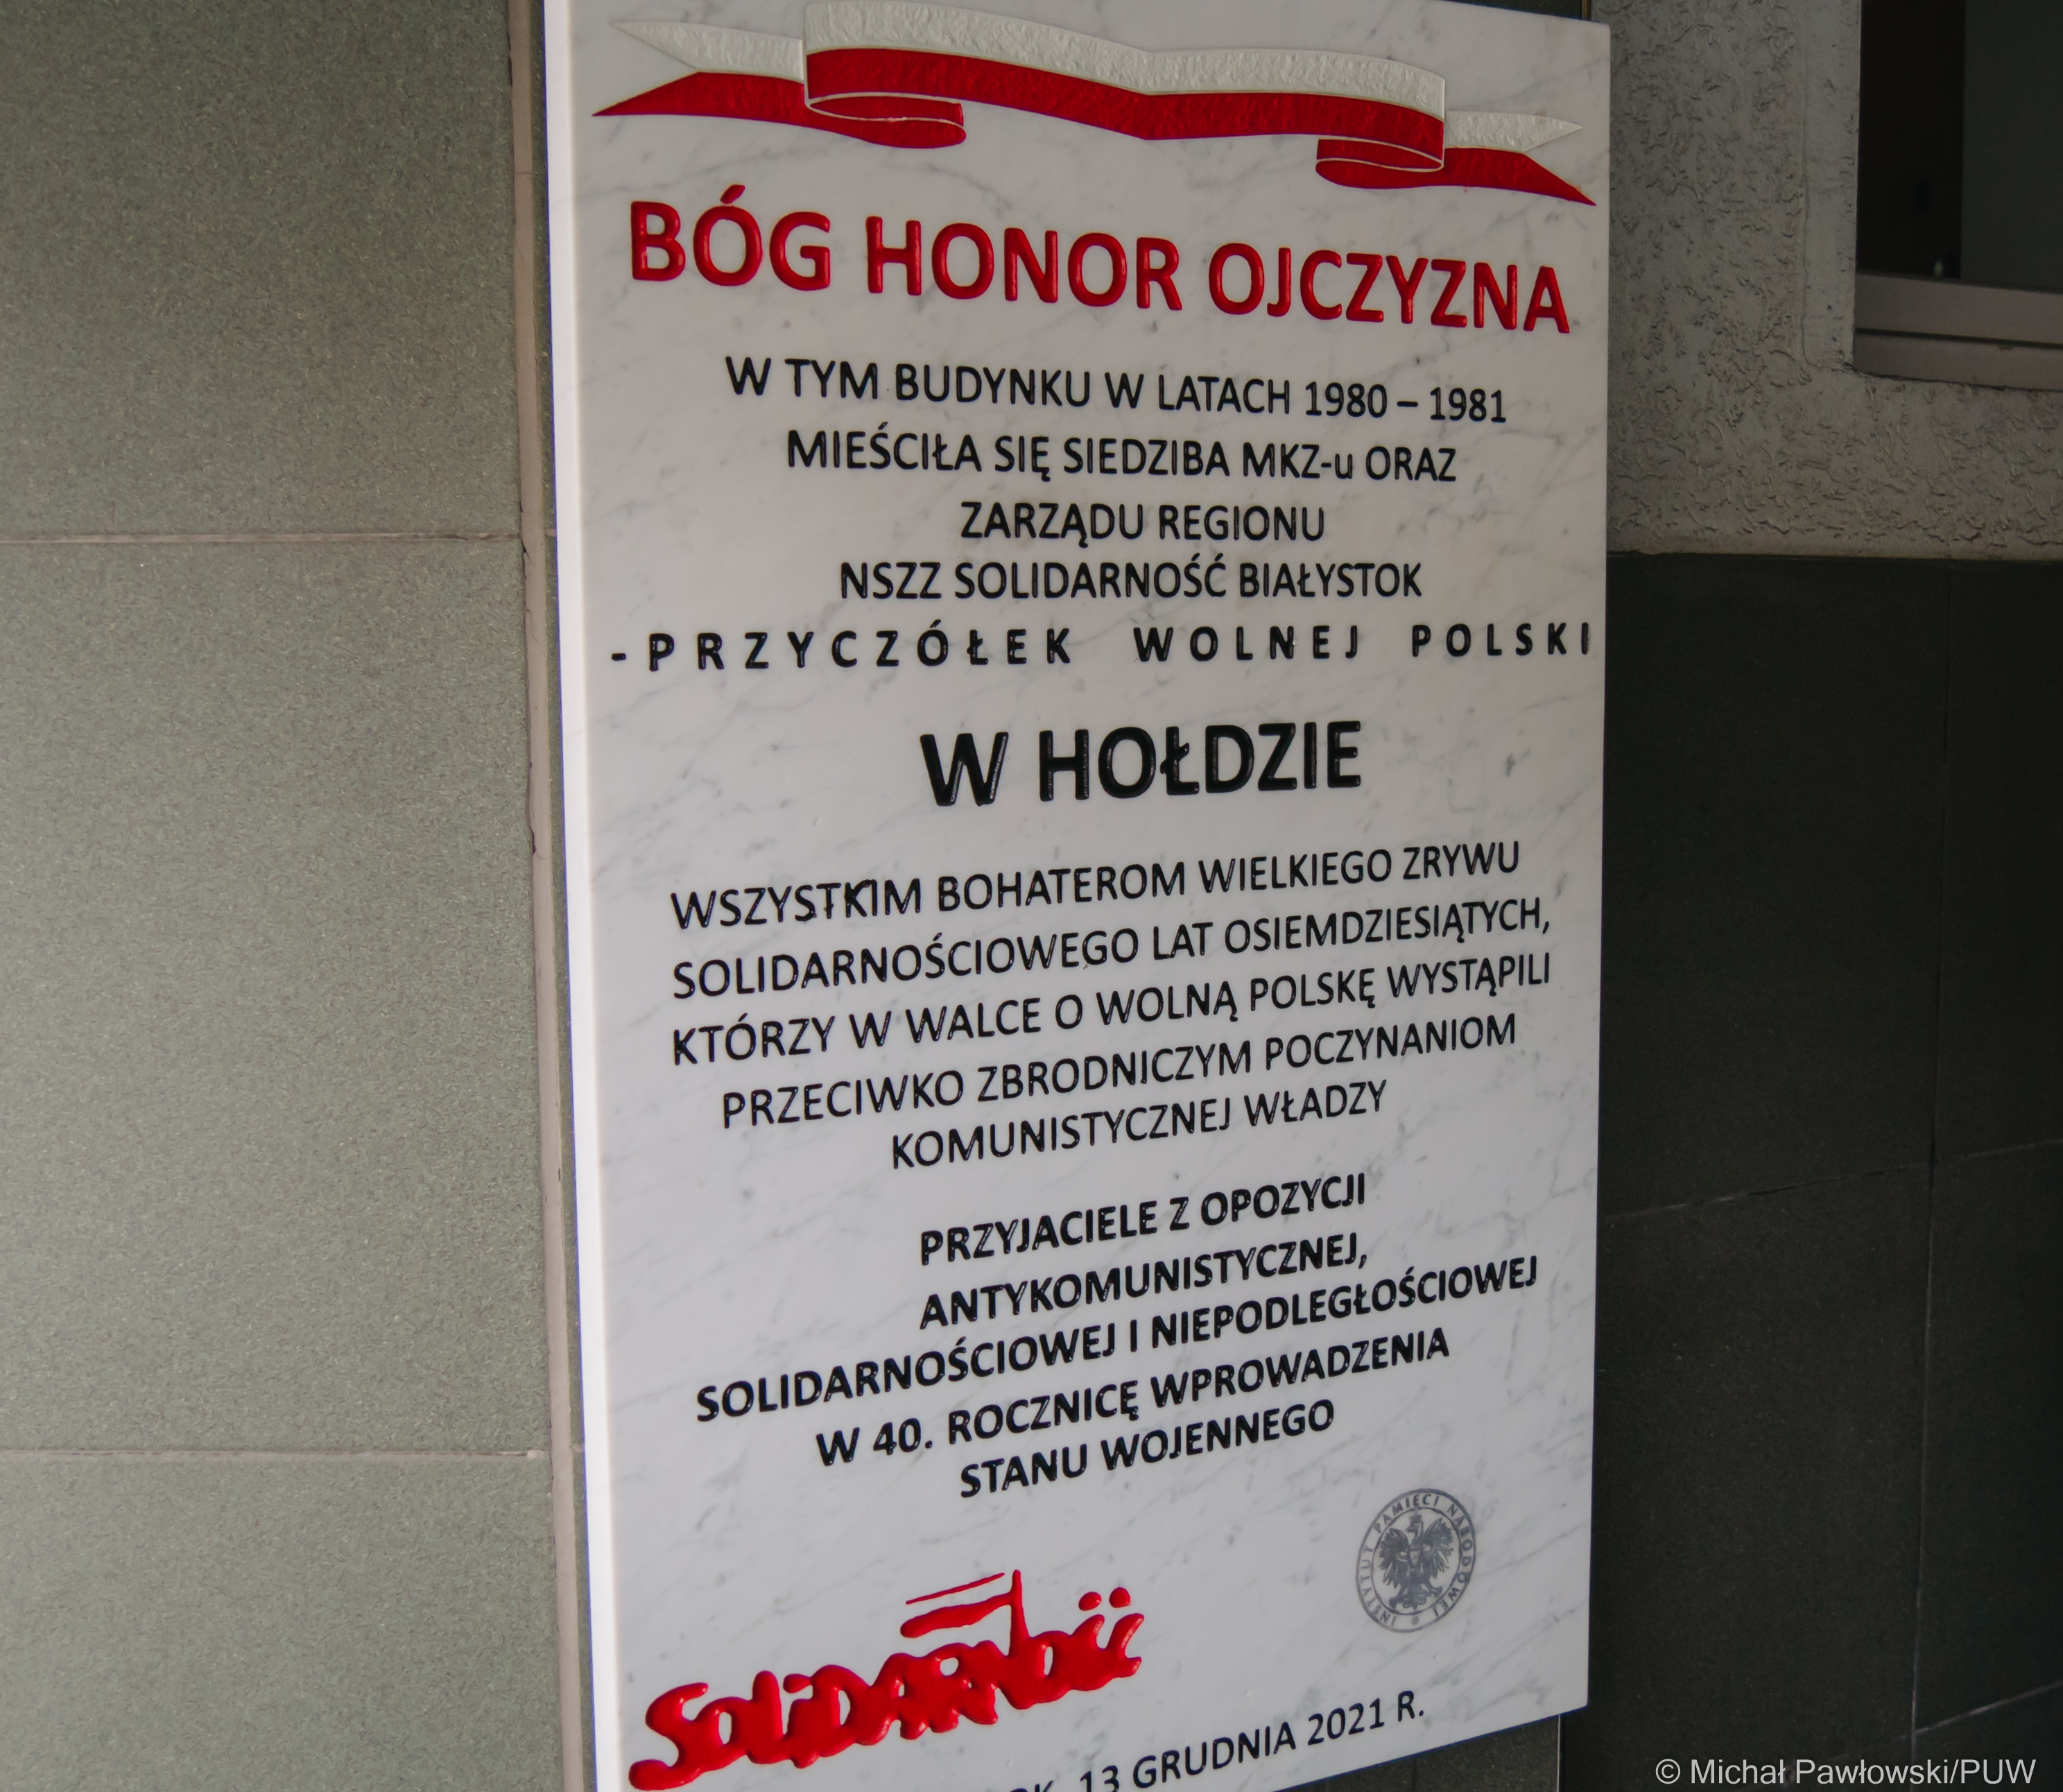 BÓG HONOR OJCZYZNA
W TYM BUDYNKU W LATACH 1980 – 1981
MIEŚCIŁA SIĘ SIEDZIBA MKZ-u ORAZ
ZARZĄDU REGIONU
NSZZ SOLIDARNOŚĆ BIAŁYSTOK
- PRZYCZÓŁEK WOLNEJ POLSKI
W HOŁDZIE
WSZYSTKIM BOHATEROM WIELKIEGO ZRYWU
SOLIDARNOŚCIOWEGO LAT OSIEMDZIESIĄTYCH,
KTÓRZY W WALCE O WOLNĄ POLSKĘ WYSTĄPILI
PRZECIWKO ZBRODNICZYM POCZYNANIOM
KOMUNISTYCZNEJ WŁADZY
PRZYJACIELE Z OPOZYCJI
ANTYKOMUNISTYCZNEJ,
SOLIDARNOŚCIOWEJ I NIEPODLEGŁOŚCIOWEJ
W 40. ROCZNICĘ WPROWADZENIA
STANU WOJENNEGO
INSTYTUT PAMIĘCI NARODOWEJ
SOLIDARNOŚĆ
13 GRUDNIA 2021 R.
© Michał Pawłowski/PUW